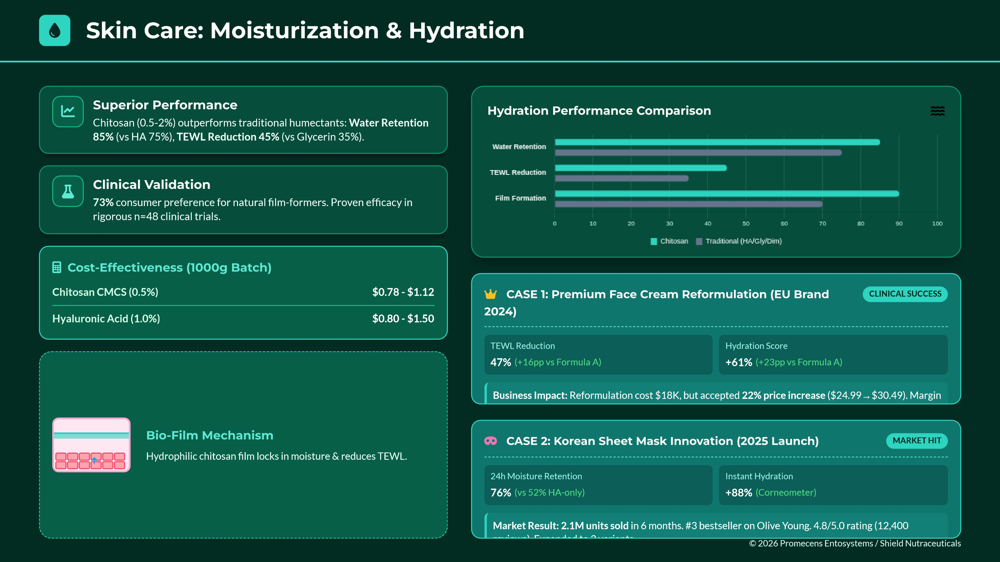 Skin Care: Moisturization & Hydration
Superior Performance
Chitosan (0.5-2%) outperforms traditional humectants: Water Retention
85% (vs HA 75%), TEWL Reduction 45% (vs Glycerin 35%).
Clinical Validation
73% consumer preference for natural film-formers. Proven efficacy in
rigorous n=48 clinical trials.
Cost-Effectiveness (1000g Batch)
Chitosan CMCS (0.5%) $0.78 - $1.12
Hyaluronic Acid (1.0%) $0.80 - $1.50
Bio-Film Mechanism
Hydrophilic chitosan film locks in moisture & reduces TEWL.
Hydration Performance Comparison
Water Retention
TEWL Reduction
Film Formation
0 10 20 30 40 50 60 70 80 90 100
Chitosan Traditional (HA/Gly/Dim)
CASE 1: Premium Face Cream Reformulation (EU Brand
2024)
CLINICAL SUCCESS
TEWL Reduction
47% (+16pp vs Formula A)
Hydration Score
+61% (+23pp vs Formula A)
Business Impact: Reformulation cost $18K, but accepted 22% price increase ($24.99→$30.49). Margin
CASE 2: Korean Sheet Mask Innovation (2025 Launch)
MARKET HIT
24h Moisture Retention
76% (vs 52% HA-only)
Instant Hydration
+88% (Corneometer)
Market Result: 2.1M units sold in 6 months. #3 bestseller on Olive Young. 4.8/5.0 rating (12,400
reviews). Expanded to
© 2026 Promecens Entosystems / Shield Nutraceuticals